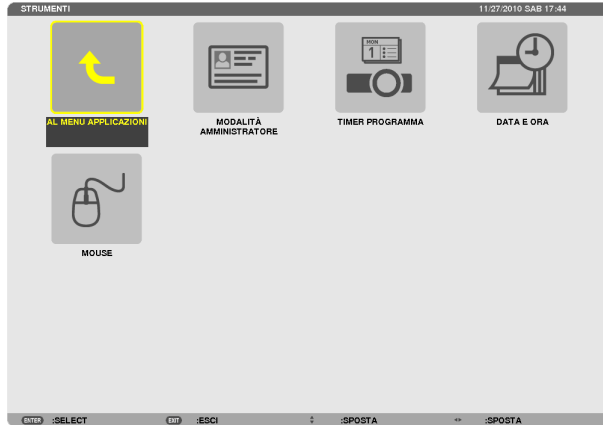 STRUMENTI 11/27/2010 SAB 17:44
MON
1
AL MENU APPLICAZIONI
MODALITÀ
AMMINISTRATORE
TIMER PROGRAMMA
DATA E ORA
MOUSE
ENTER :SELECT EXIT :ESCI :SPOSTA :SPOSTA